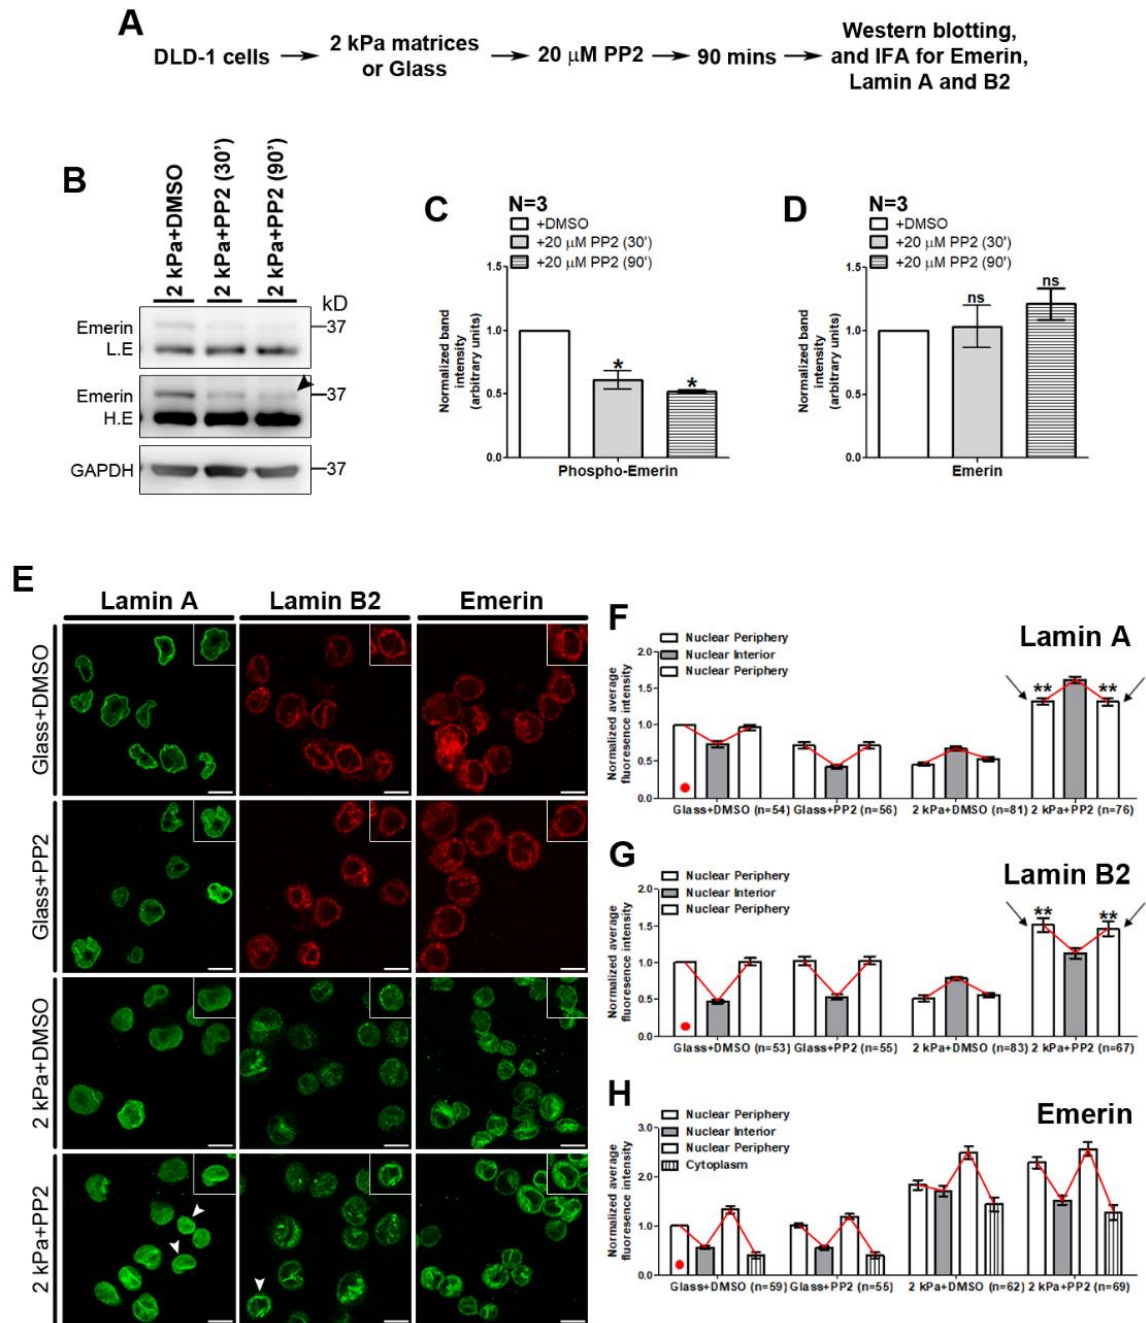 A
DLD-1 cells
2 kPa matrices
or Glass
20 μM PP2
90 mins
Western blotting,
and IFA for Emerin,
Lamin A and B2
B
2 kPa+DMSO
2 kPa+PP2 (30')
2 kPa+PP2 (90')
kD
Emerin
L.E
37
Emerin
H.E
37
GAPDH
37
C
N=3
+DMSO
+20 μM PP2 (30')
+20 μM PP2 (90')
Normalized band
intensity
(arbitrary units)
1.5
1.0
0.5
0.0
*
*
Phospho-Emerin
D
N=3
+DMSO
+20 μM PP2 (30')
+20 μM PP2 (90')
Normalized band
intensity
(arbitrary units)
1.5
1.0
0.5
0.0
ns
ns
Emerin
E
Lamin A
Lamin B2
Emerin
Glass+DMSO
Glass+PP2
2 kPa+DMSO
2 kPa+PP2
F
Nuclear Periphery
Nuclear Interior
Nuclear Periphery
Lamin A
Normalized average
fluoresence intensity
2.0
1.5
1.0
0.5
0.0
**
**
Glass+DMSO (n=54)
Glass+PP2 (n=56)
2 kPa+DMSO (n=81)
2 kPa+PP2 (n=76)
G
Nuclear Periphery
Nuclear Interior
Nuclear Periphery
Lamin B2
Normalized average
fluoresence intensity
2.0
1.5
1.0
0.5
0.0
**
**
Glass+DMSO (n=53)
Glass+PP2 (n=55)
2 kPa+DMSO (n=83)
2 kPa+PP2 (n=67)
H
Nuclear Periphery
Nuclear Interior
Nuclear Periphery
Cytoplasm
Emerin
Normalized average
fluoresence intensity
3.0
2.0
1.0
0.0
Glass+DMSO (n=59)
Glass+PP2 (n=55)
2 kPa+DMSO (n=62)
2 kPa+PP2 (n=69)